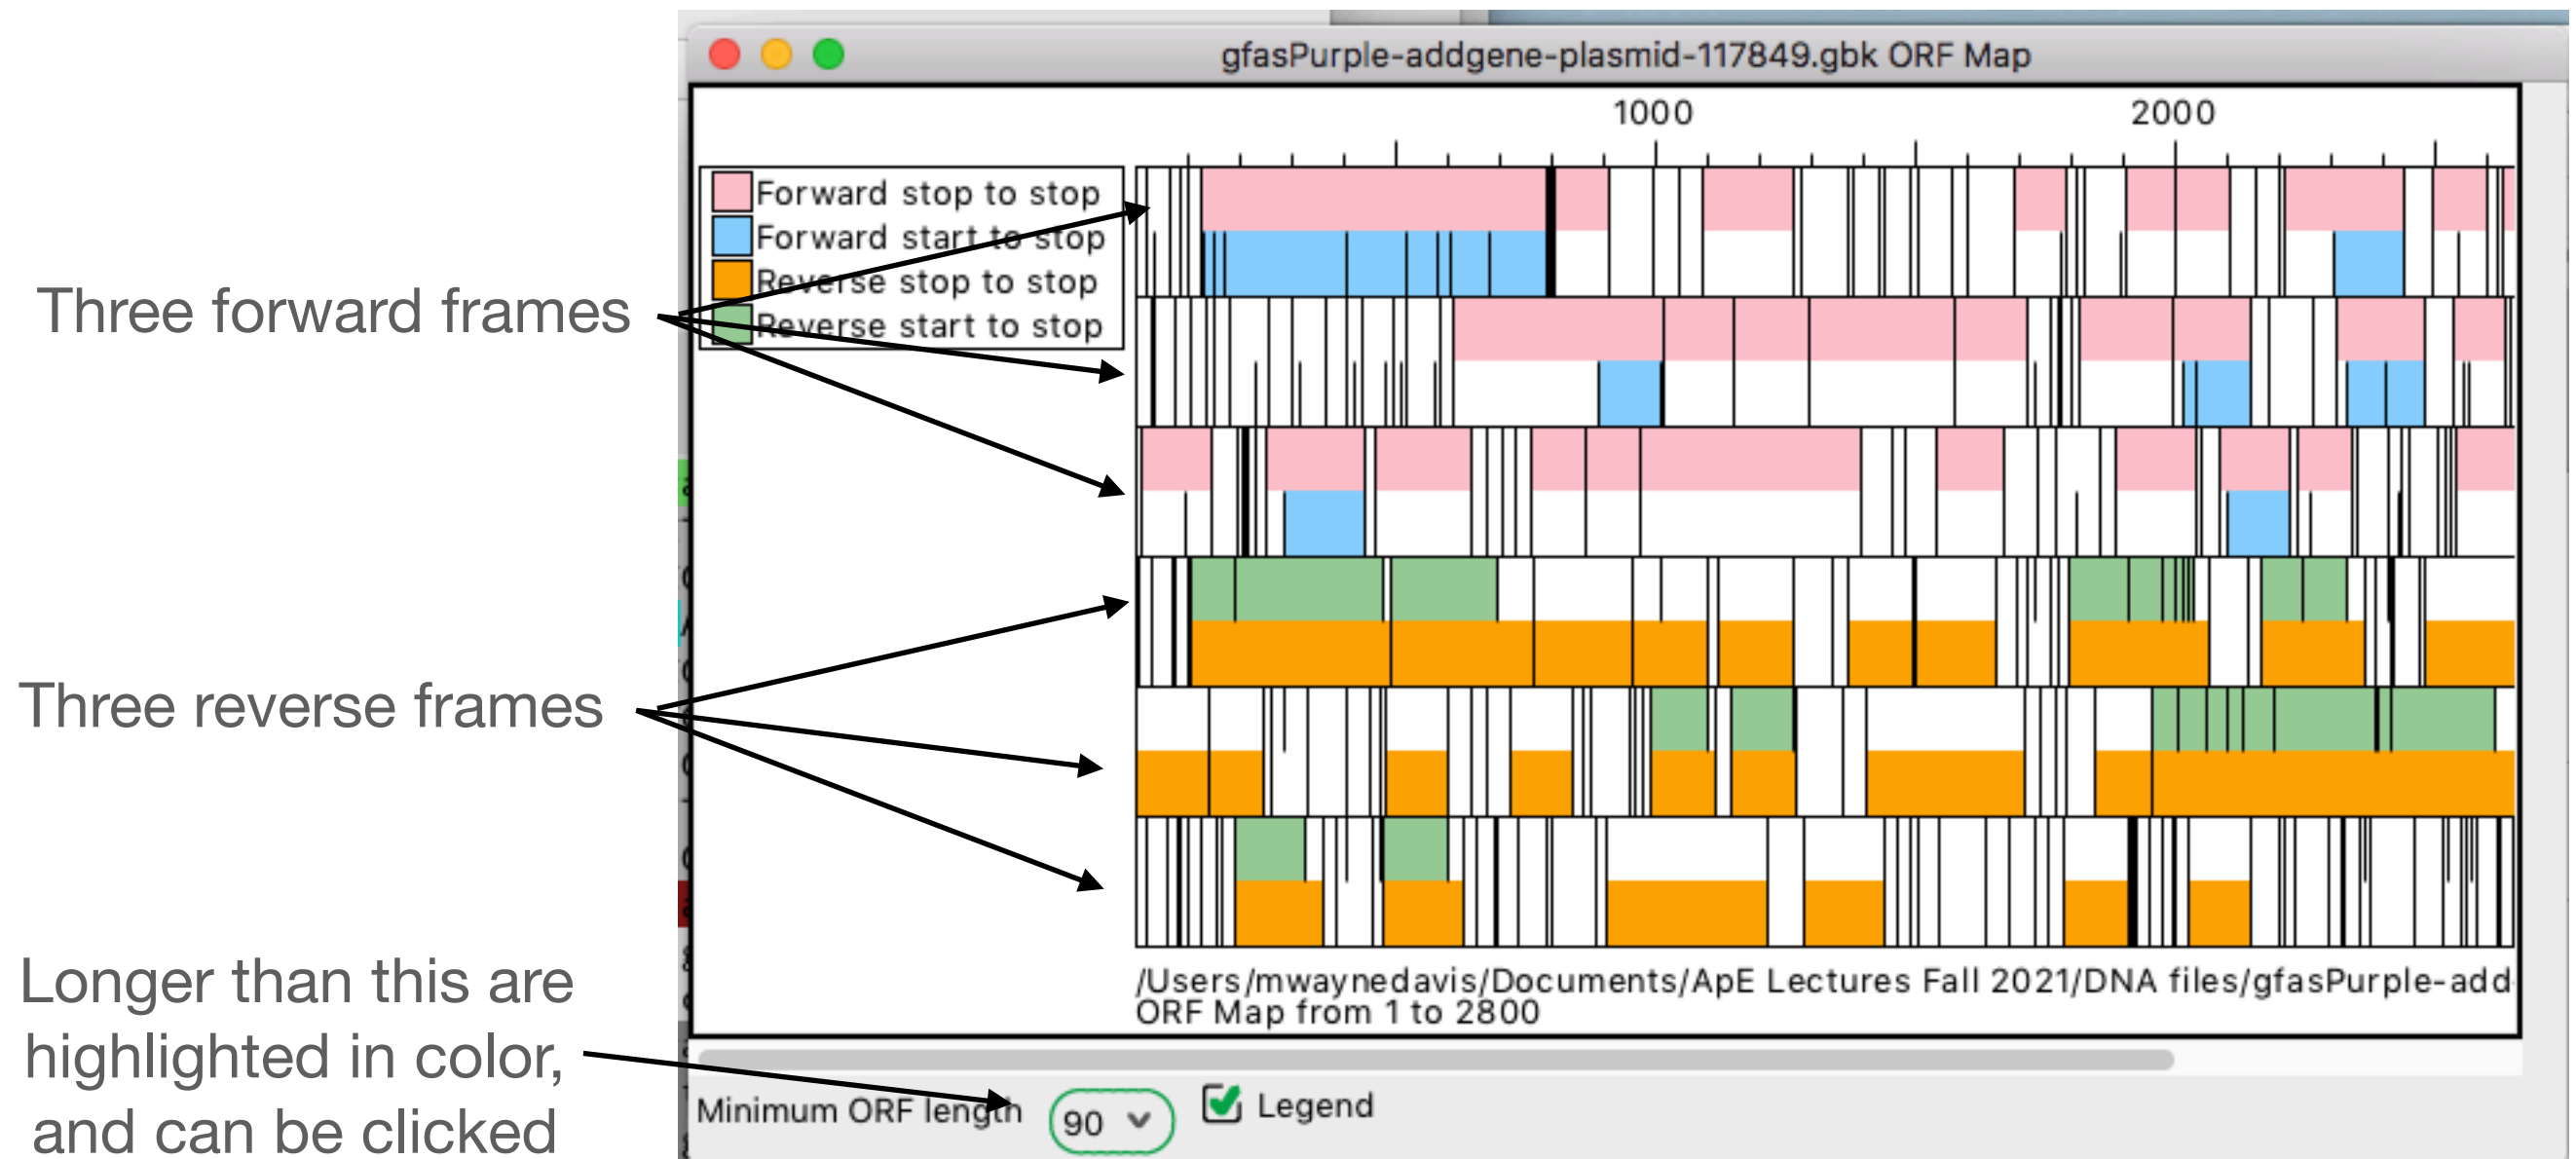 gfasPurple-addgene-plasmid-117849.gbk ORF Map
1000 2000
Forward stop to stop
Forward start to stop
Reverse stop to stop
Reverse start to stop
Three forward frames
Three reverse frames
Longer than this are
highlighted in color,
and can be clicked
/Users/mwaynedavis/Documents/ApE Lectures Fall 2021/DNA files/gfasPurple-add
ORF Map from 1 to 2800
Minimum ORF length 90 Legend